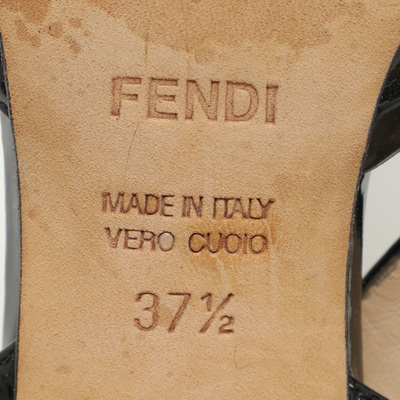 FENDI
MADE IN ITALY
VERO CUOIO
37½